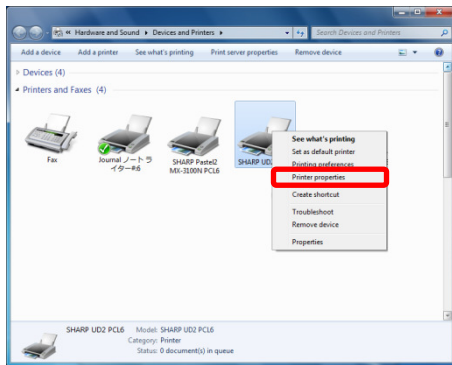 « Hardware and Sound ▸ Devices and Printers ▸
Search Devices and Printers
Add a device Add a printer See what's printing Print server properties Remove device
Devices (4)
Printers and Faxes (4)
Fax
Journal ノート ラ
イター#6
SHARP Pastel2
MX-3100N PCL6
SHARP UD2
See what's printing
Set as default printer
Printing preferences
Printer properties
Create shortcut
Troubleshoot
Remove device
Properties
SHARP UD2 PCL6 Model: SHARP UD2 PCL6
Category: Printer
Status: 0 document(s) in queue